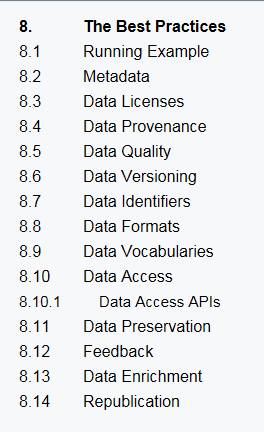 8. The Best Practices
8.1 Running Example
8.2 Metadata
8.3 Data Licenses
8.4 Data Provenance
8.5 Data Quality
8.6 Data Versioning
8.7 Data Identifiers
8.8 Data Formats
8.9 Data Vocabularies
8.10 Data Access
8.10.1 Data Access APIs
8.11 Data Preservation
8.12 Feedback
8.13 Data Enrichment
8.14 Republication